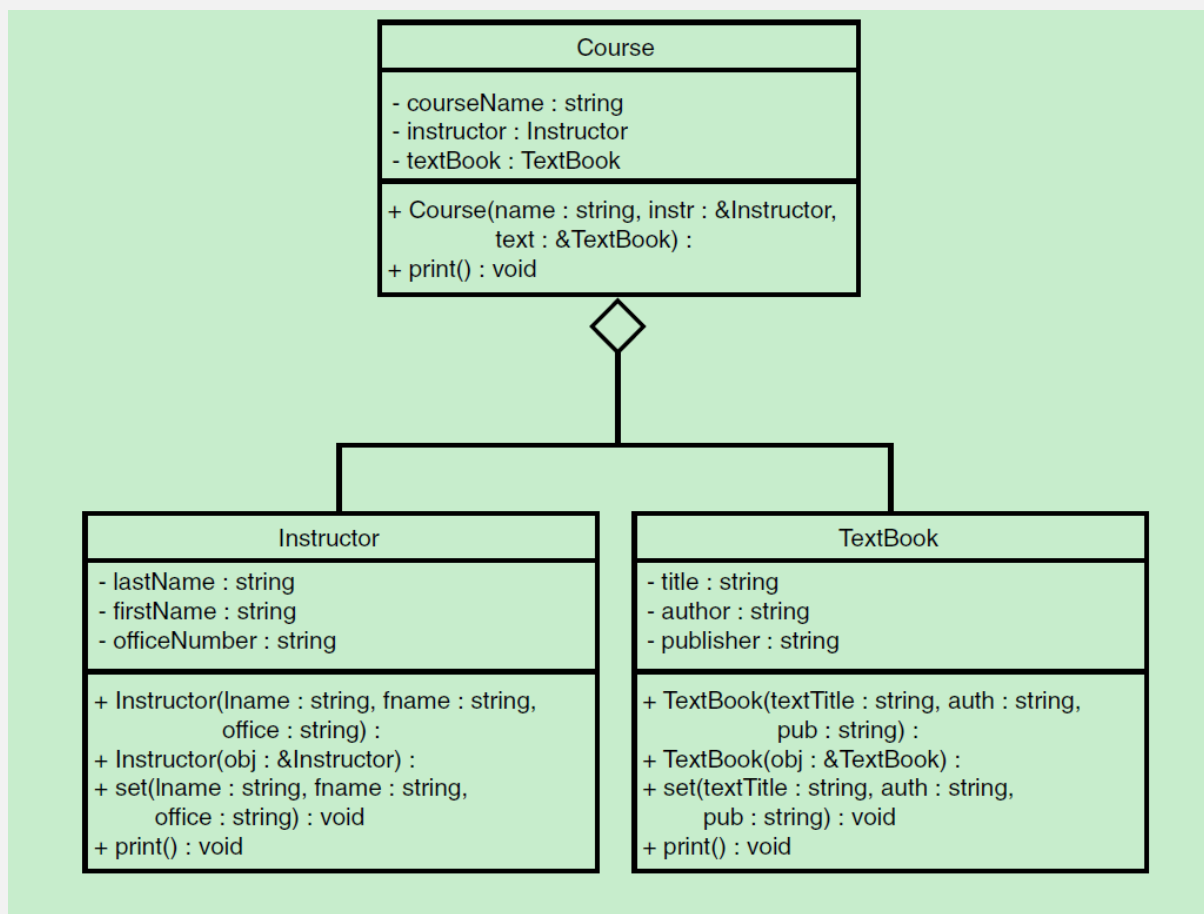 Course
- courseName : string
- instructor : Instructor
- textBook : TextBook
+ Course(name : string, instr : &Instructor,
text : &TextBook) :
+ print() : void
Instructor
- lastName : string
- firstName : string
- officeNumber : string
+ Instructor(lname : string, fname : string,
office : string) :
+ Instructor(obj : &Instructor) :
+ set(lname : string, fname : string,
office : string) : void
+ print() : void
TextBook
- title : string
- author : string
- publisher : string
+ TextBook(textTitle : string, auth : string,
pub : string) :
+ TextBook(obj : &TextBook) :
+ set(textTitle : string, auth : string,
pub : string) : void
+ print() : void